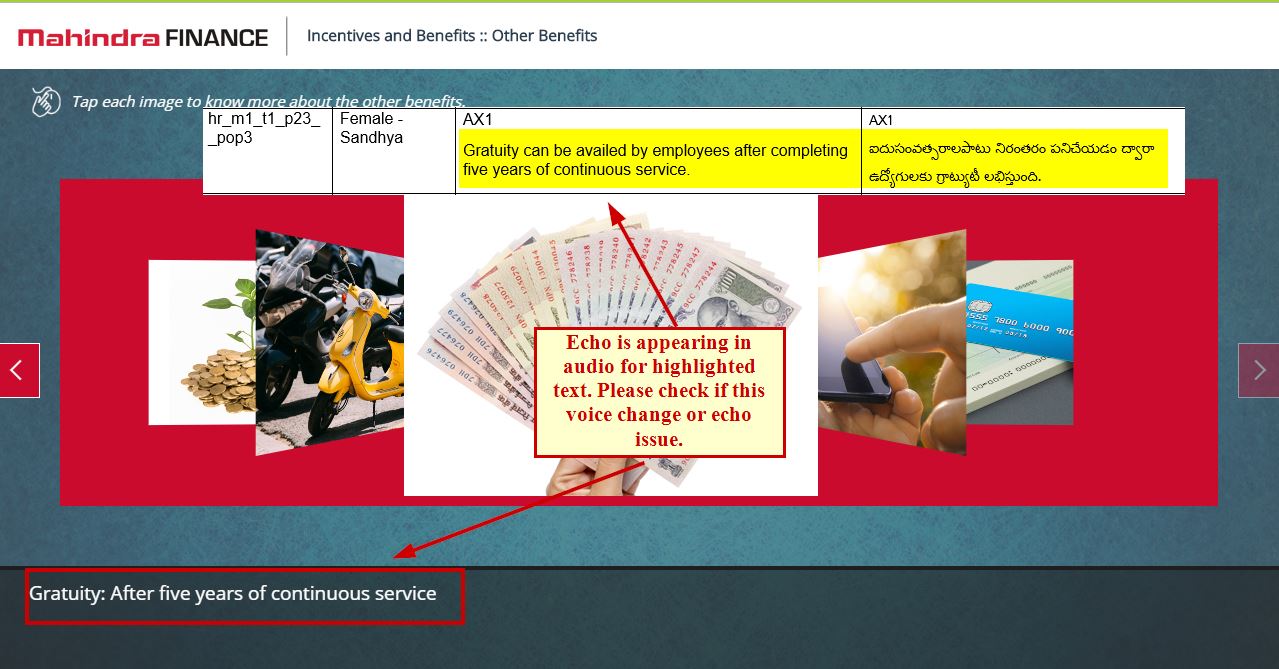 Mahindra FINANCE
Incentives and Benefits :: Other Benefits
Tap each image to know more about the other benefits.
hr_m1_t1_p23_
_pop3
Female -
Sandhya
AX1
Gratuity can be availed by employees after completing
five years of continuous service.
AX1
ఐదుసంవత్సరాలపాటు నిరంతరం పనిచేయడం ద్వారా
ఉద్యోగులకు గ్రాట్యుటీ లభిస్తుంది.
Echo is appearing in
audio for highlighted
text. Please check if this
voice change or echo
issue.
Gratuity: After five years of continuous service